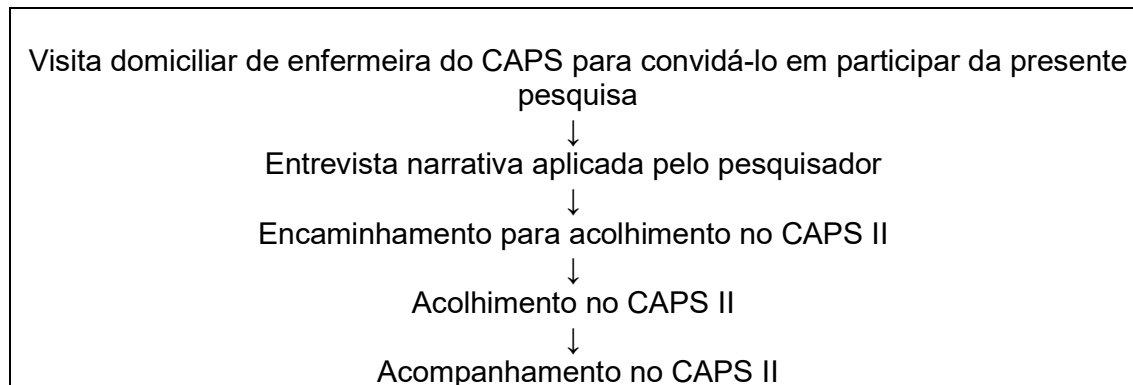 Visita domiciliar de enfermeira do CAPS para convidá-lo em participar da presente
pesquisa
↓
Entrevista narrativa aplicada pelo pesquisador
↓
Encaminhamento para acolhimento no CAPS II
↓
Acolhimento no CAPS II
↓
Acompanhamento no CAPS II